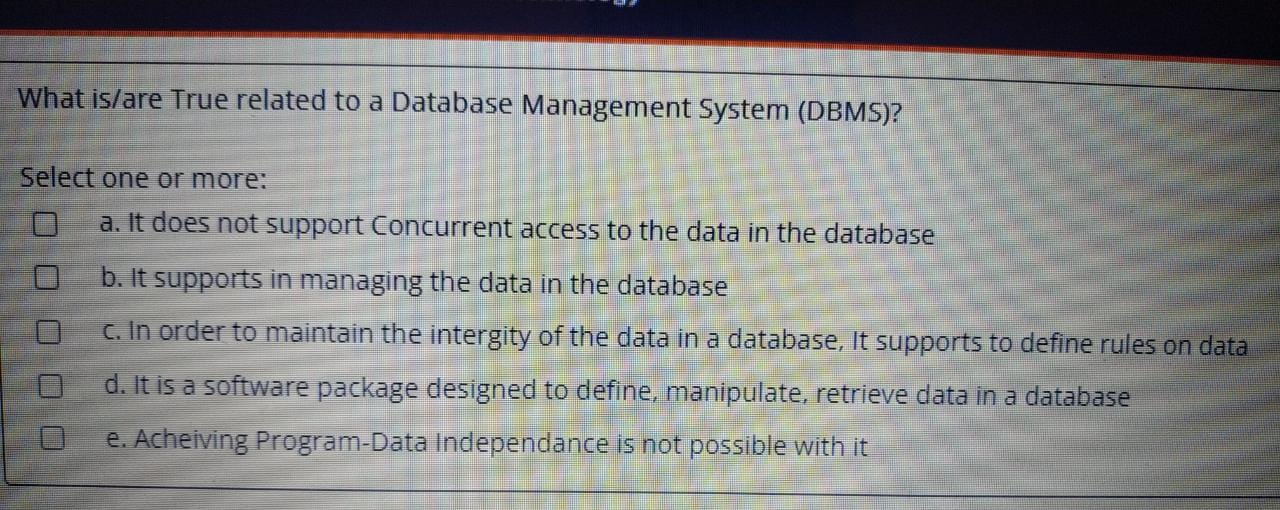 What is/are True related to a Database Management System (DBMS)?
Select one or more:
a. It does not support Concurrent access to the data in the database
b. It supports in managing the data in the database
c. In order to maintain the intergity of the data in a database, It supports to define rules on data
d. It is a software package designed to define, manipulate, retrieve data in a database
e. Acheiving Program-Data Independance is not possible with it